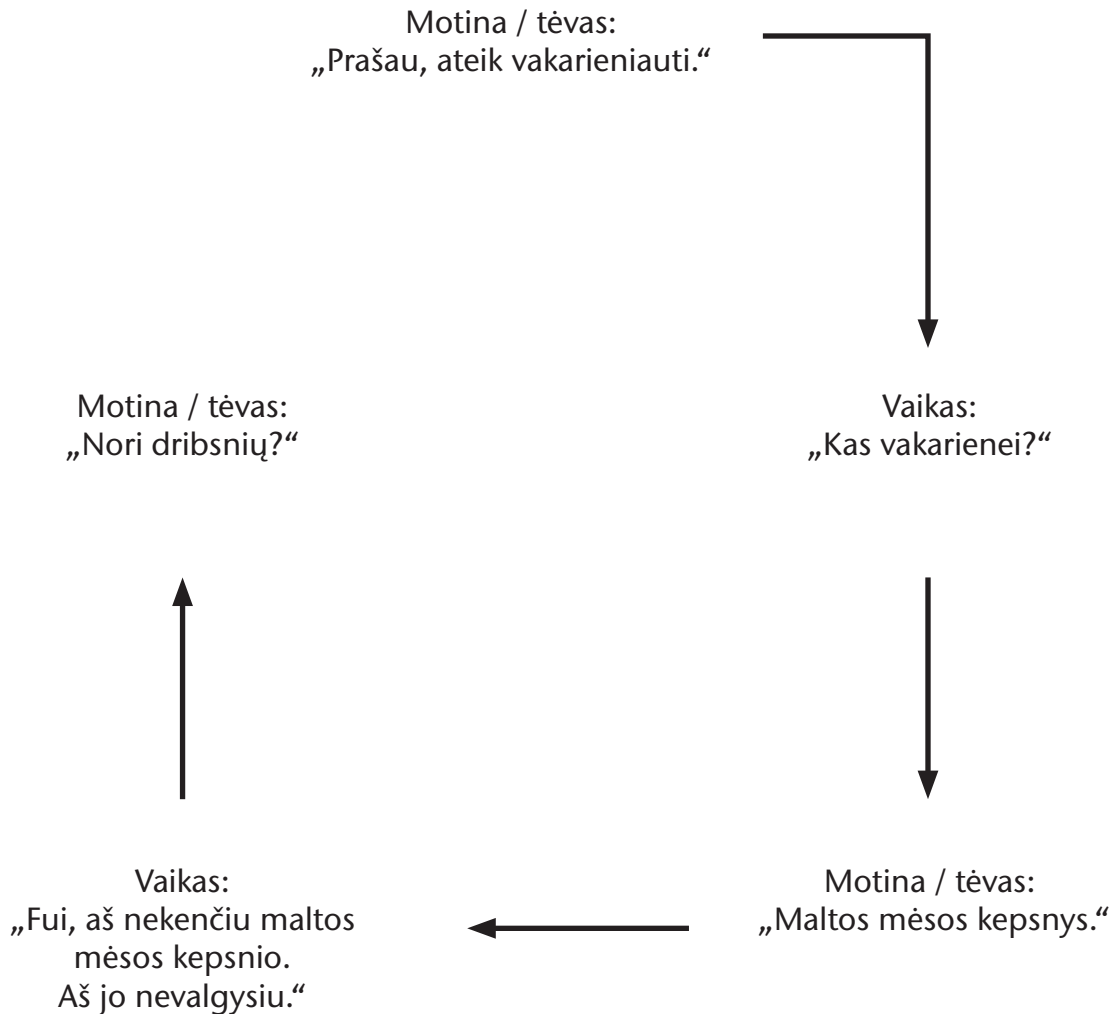 Motina / tėvas:
„Prašau, ateik vakarieniauti.“
Vaikas:
„Kas vakarienei?“
Motina / tėvas:
„Maltos mėsos kepsnys.“
Vaikas:
„Fui, aš nekenčiu maltos
mėsos kepsnio.
Aš jo nevalgysiu.“
Motina / tėvas:
„Nori dribsnių?“